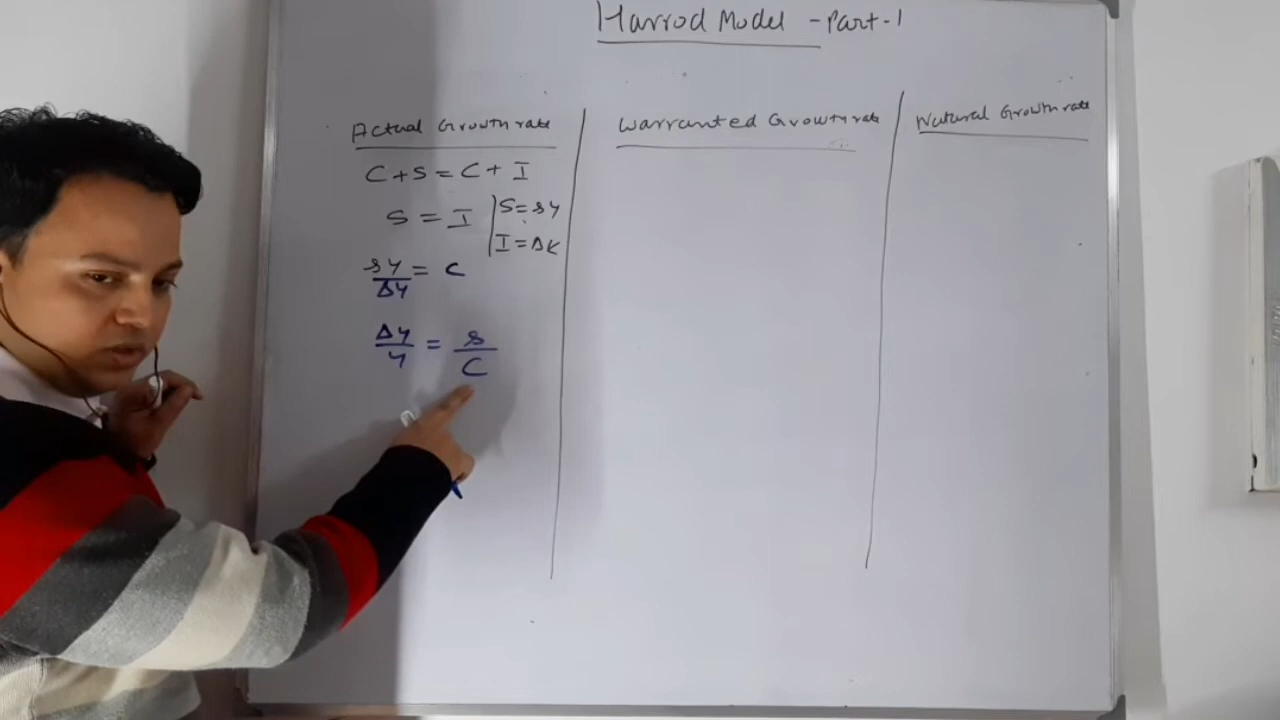 Harrod Model - Part-1
Actual Growth rate
C + S = C + I
S = I | S = sy
I = ΔK
sy/Δy = C
Δy/y = s/C
Warranted Growth rate
Natural Growth rate